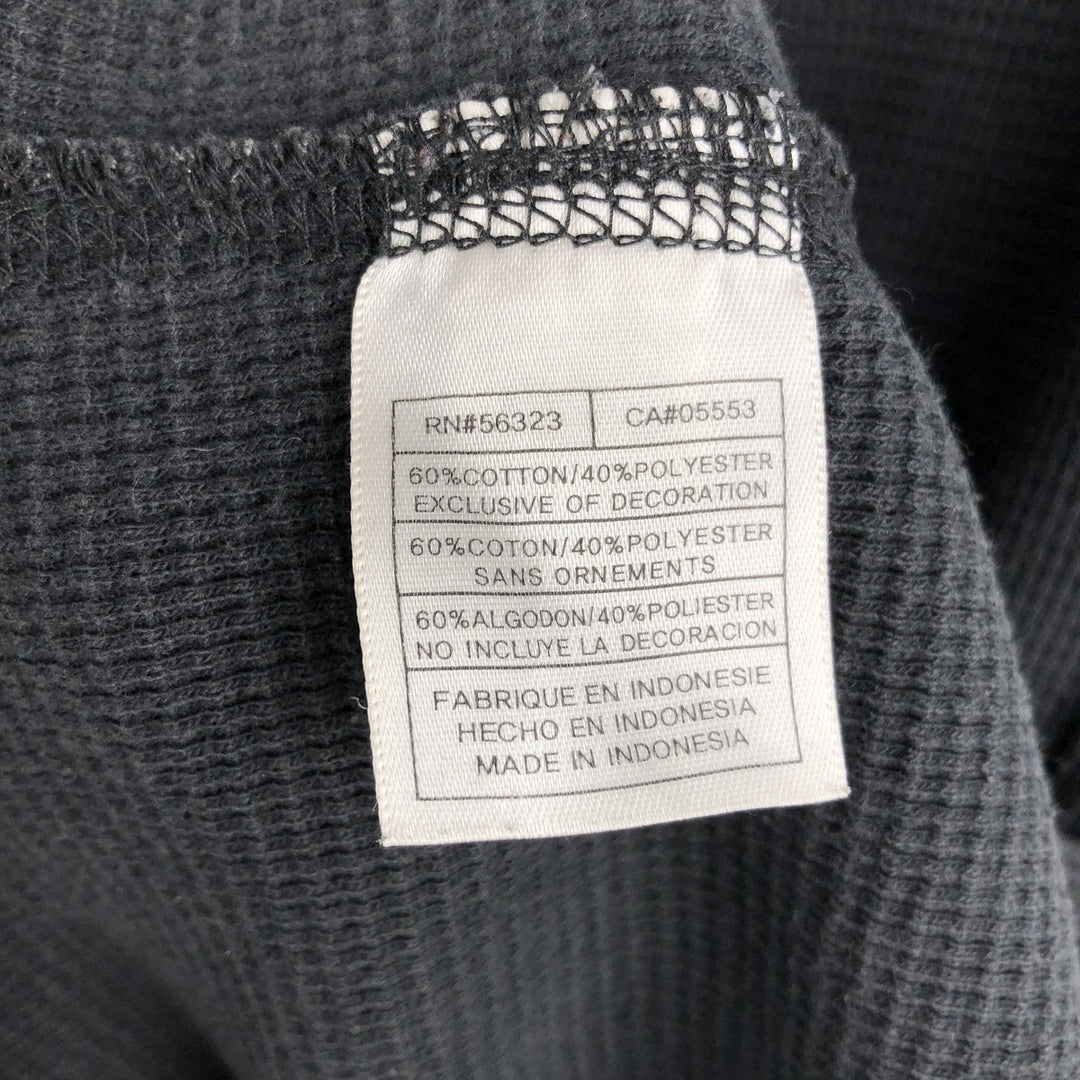 RN#56323 CA#05553
60%COTTON/40%POLYESTER
EXCLUSIVE OF DECORATION
60%COTON/40%POLYESTER
SANS ORNEMENTS
60%ALGODON/40%POLIESTER
NO INCLUYE LA DECORACION
FABRIQUE EN INDONESIE
HECHO EN INDONESIA
MADE IN INDONESIA